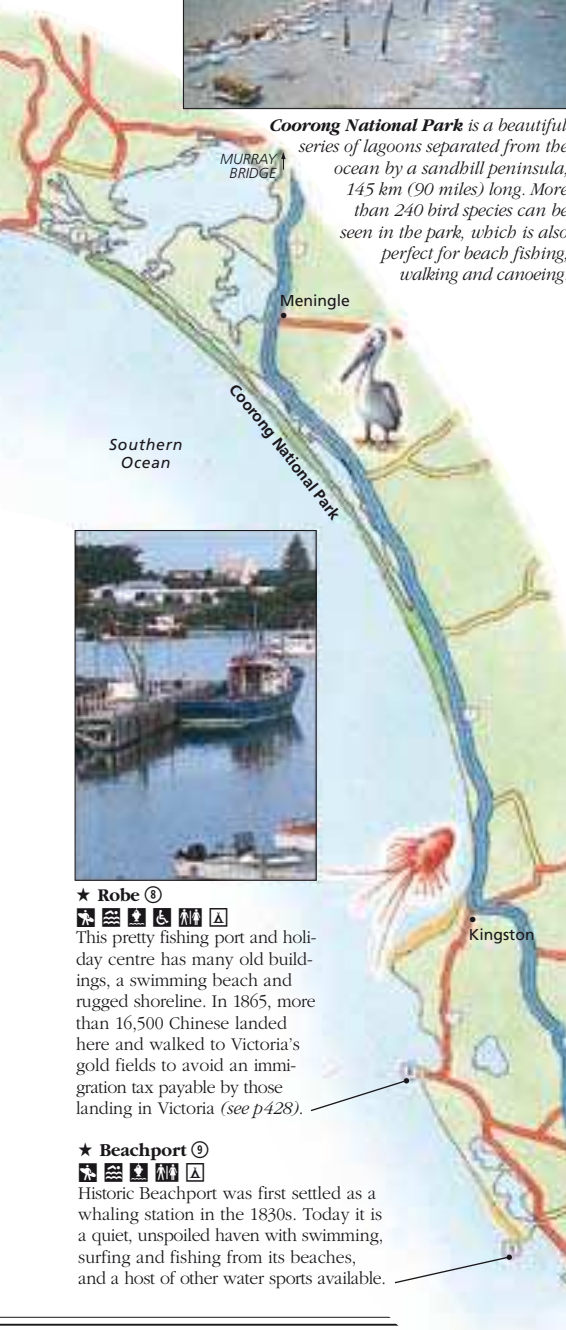 Coorong National Park is a beautiful
series of lagoons separated from the
ocean by a sandhill peninsula,
145 km (90 miles) long. More
than 240 bird species can be
seen in the park, which is also
perfect for beach fishing,
walking and canoeing.
MURRAY
BRIDGE
Meningle
Coorong National Park
Southern
Ocean
★ Robe ⑧
This pretty fishing port and holi-
day centre has many old build-
ings, a swimming beach and
rugged shoreline. In 1865, more
than 16,500 Chinese landed
here and walked to Victoria's
gold fields to avoid an immi-
gration tax payable by those
landing in Victoria (see p428).
Kingston
★ Beachport ⑨
Historic Beachport was first settled as a
whaling station in the 1830s. Today it is
a quiet, unspoiled haven with swimming,
surfing and fishing from its beaches,
and a host of other water sports available.